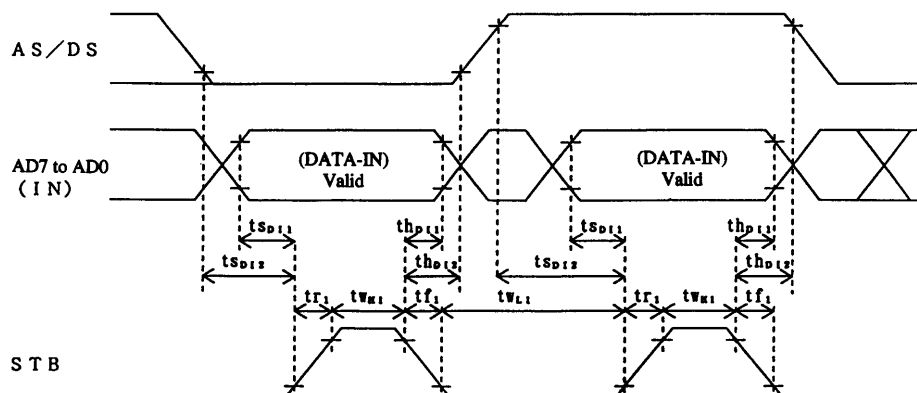 AS/DS
AD7 to AD0
(IN)
(DATA-IN)
Valid
(DATA-IN)
Valid
tsDI1
thDI1
tsDI1
thDI1
tsDI2
thDI2
tsDI2
thDI2
tr1
twH1
tf1
twL1
tr1
twH1
tf1
STB